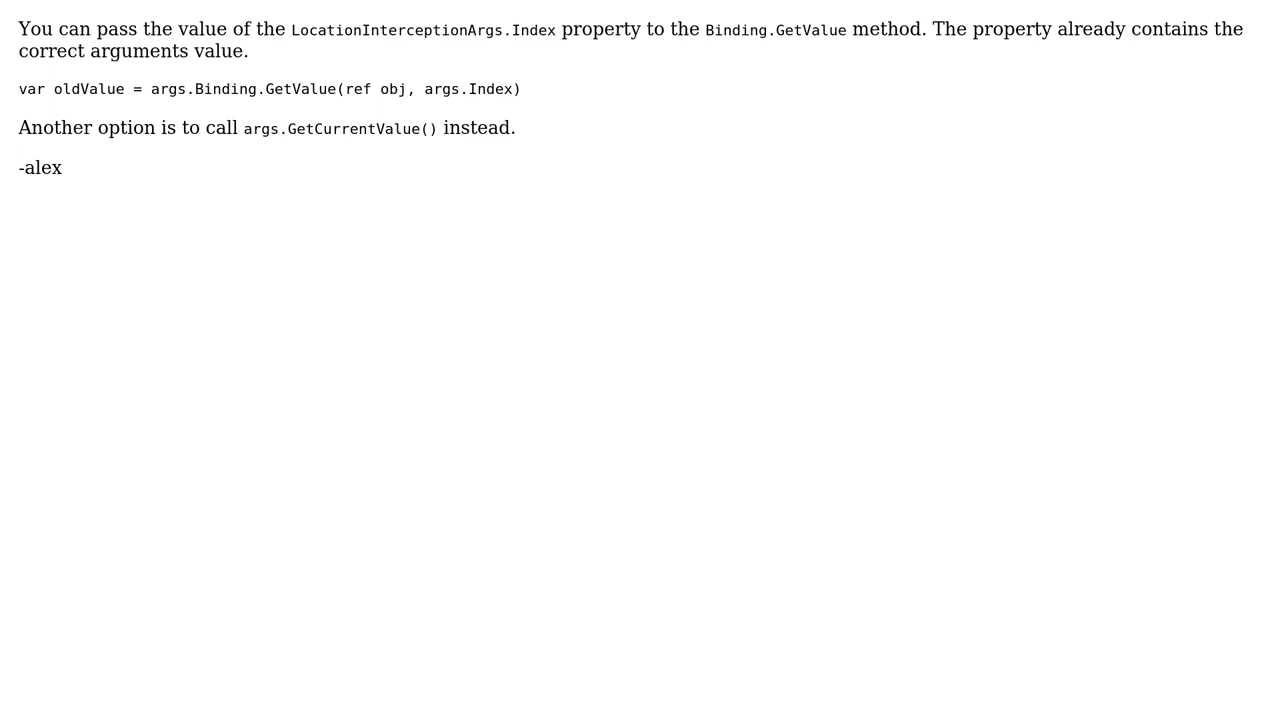 You can pass the value of the LocationInterceptionArgs.Index property to the Binding.GetValue method. The property already contains the
correct arguments value.
var oldValue = args.Binding.GetValue(ref obj, args.Index)
Another option is to call args.GetCurrentValue() instead.
-alex